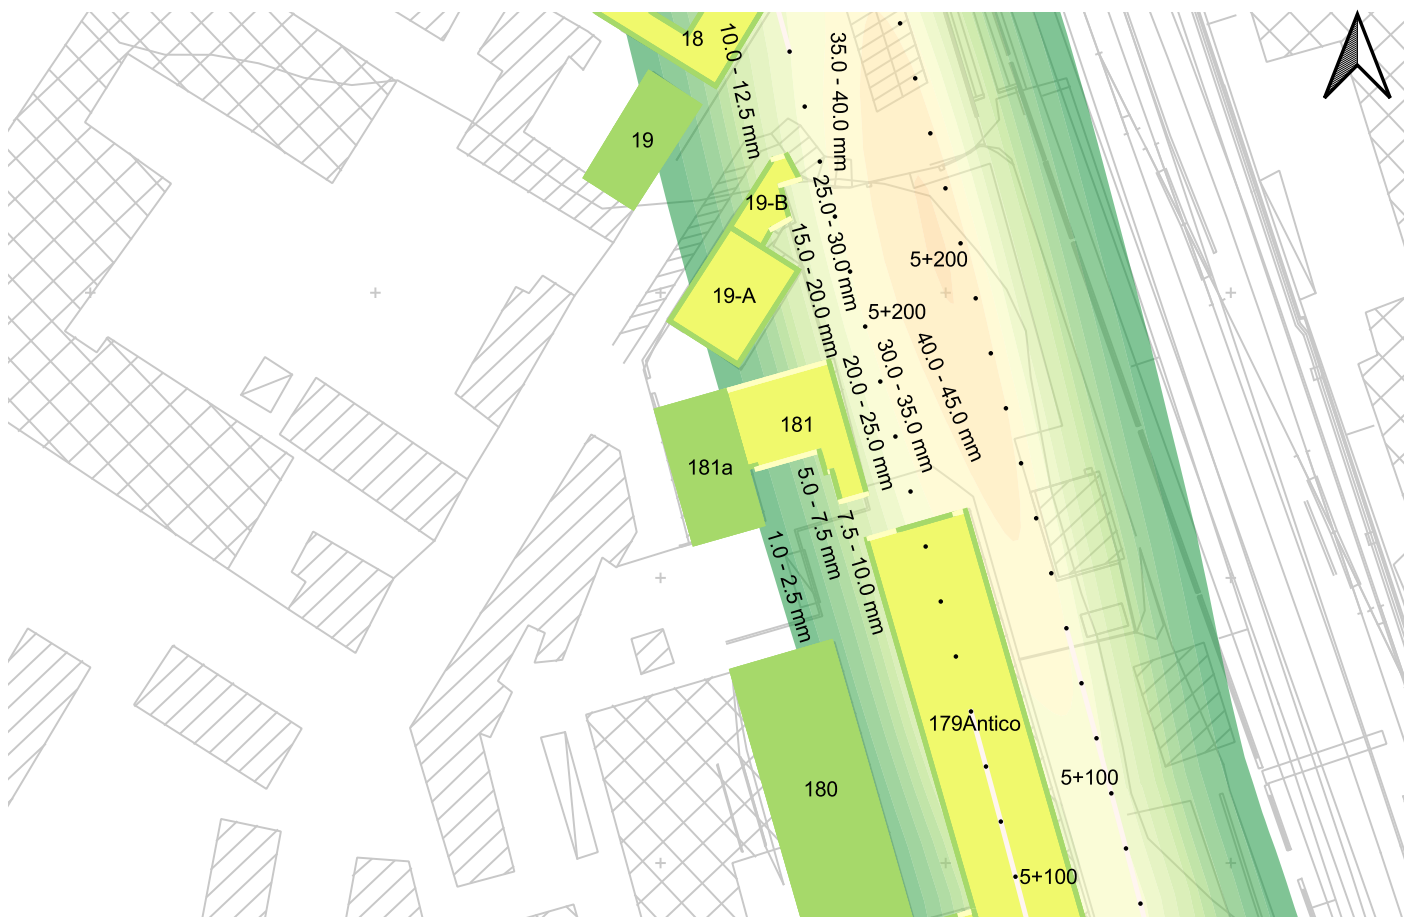 18
10.0 - 12.5 mm
35.0 - 40.0 mm
19
19-B
25.0 - 30.0 mm
15.0 - 20.0 mm
5+200
19-A
5+200
40.0 - 45.0 mm
30.0 - 35.0 mm
20.0 - 25.0 mm
181
181a
5.0 - 7.5 mm
7.5 - 10.0 mm
1.0 - 2.5 mm
179Antico
5+100
180
5+100